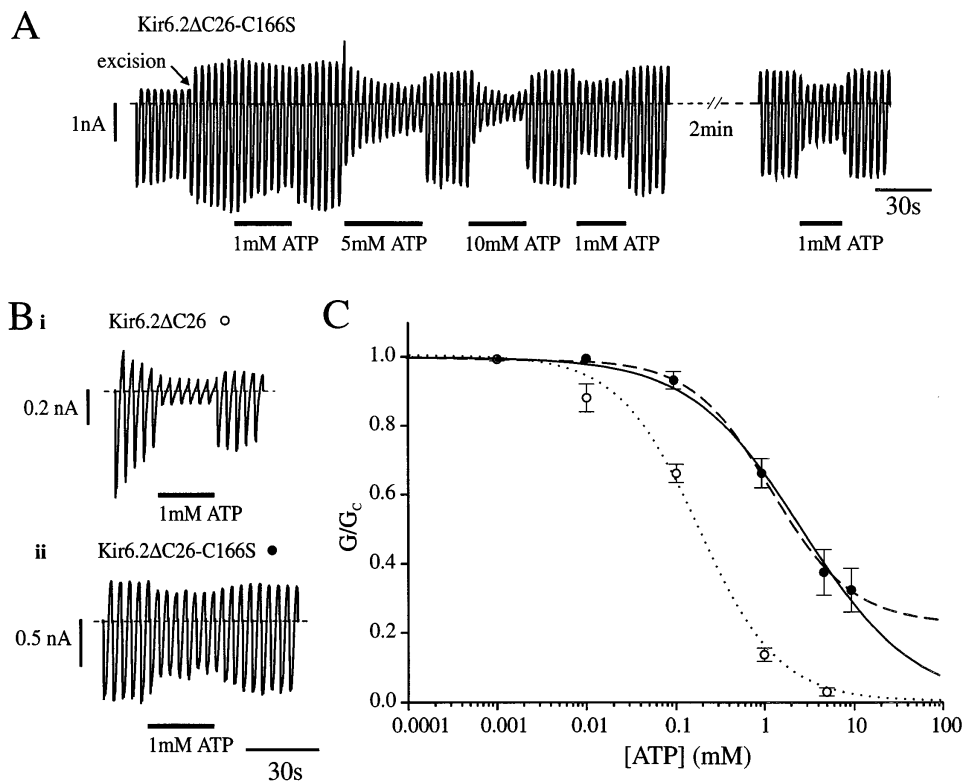 A
Kir6.2ΔC26-C166S
excision
1nA
2min
30s
1mM ATP 5mM ATP 10mM ATP 1mM ATP 1mM ATP
B i
Kir6.2ΔC26 ○
0.2 nA
1mM ATP
ii
Kir6.2ΔC26-C166S ●
0.5 nA
1mM ATP
30s
C
G/GC
1.0
0.8
0.6
0.4
0.2
0.0
0.0001 0.001 0.01 0.1 1 10 100
[ATP] (mM)